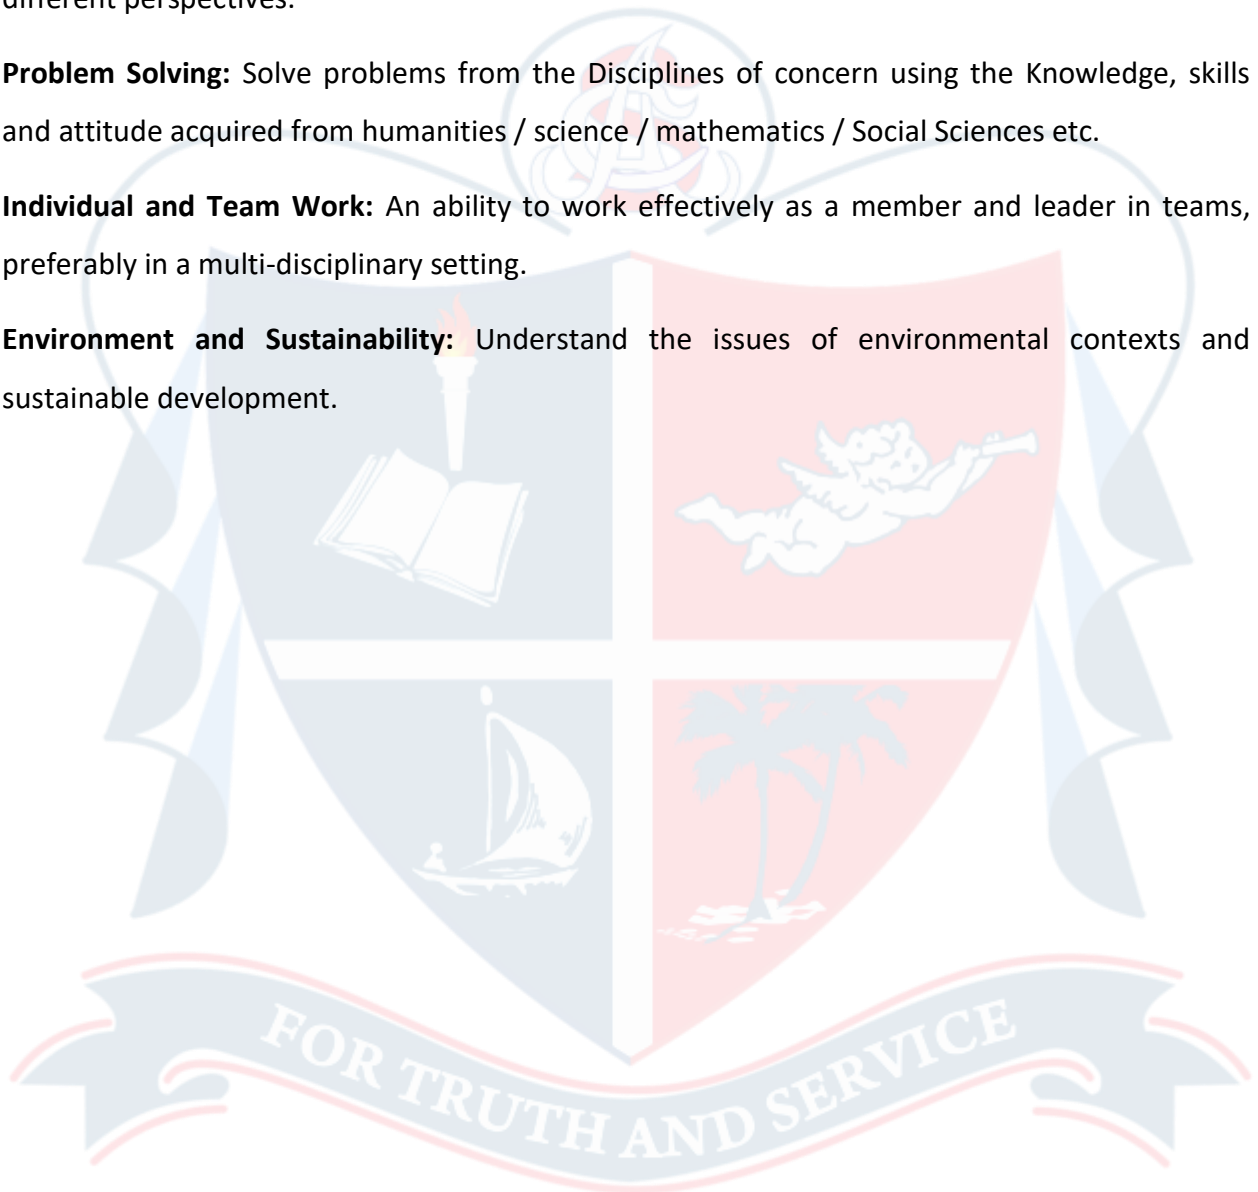 different perspectives.
Problem Solving: Solve problems from the Disciplines of concern using the Knowledge, skills
and attitude acquired from humanities / science / mathematics / Social Sciences etc.
Individual and Team Work: An ability to work effectively as a member and leader in teams,
preferably in a multi-disciplinary setting.
Environment and Sustainability: Understand the issues of environmental contexts and
sustainable development.
FOR TRUTH AND SERVICE